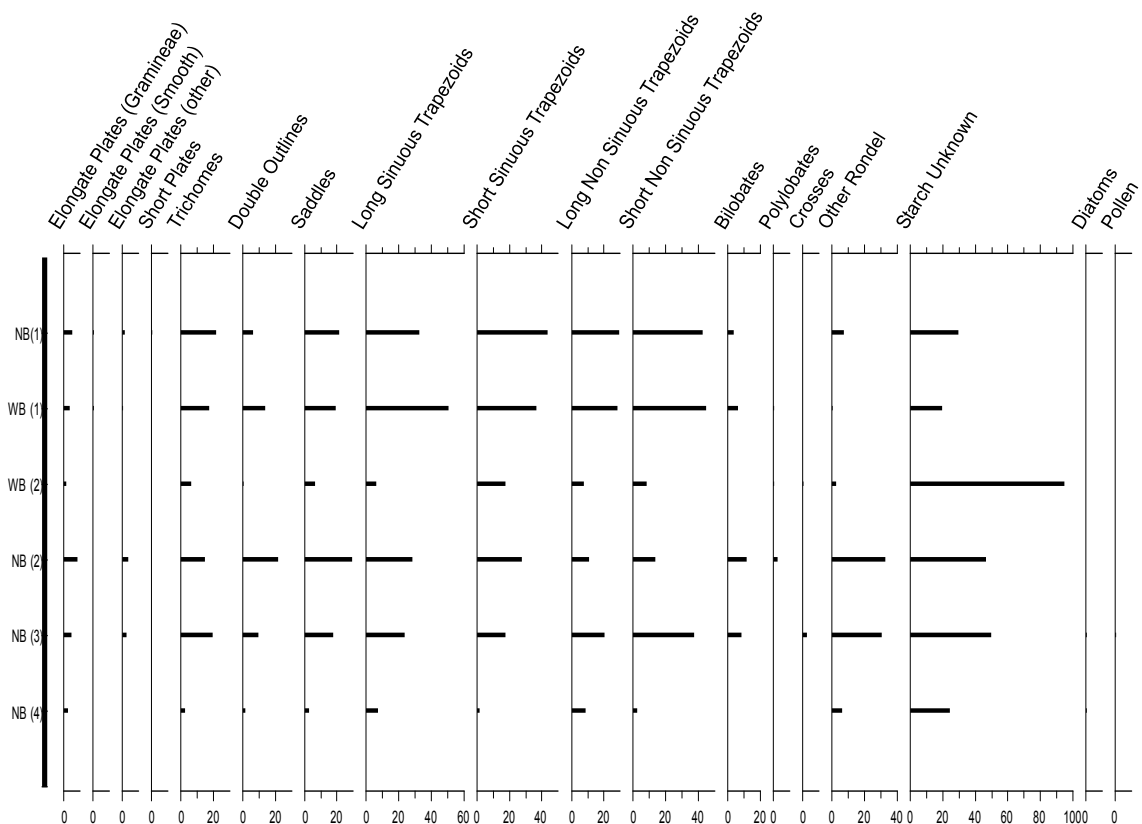 Elongate Plates (Gramineae)
Elongate Plates (Smooth)
Elongate Plates (other)
Short Plates
Trichomes
Double Outlines
Saddles
Long Sinuous Trapezoids
Short Sinuous Trapezoids
Long Non Sinuous Trapezoids
Short Non Sinuous Trapezoids
Bilobates
Polylobates
Crosses
Other Rondel
Starch Unknown
Diatoms
Pollen
NB(1)
WB (1)
WB (2)
NB (2)
NB (3)
NB (4)
0 0 0 0 0 20 0 20 0 20 0 20 40 60 0 20 40 0 20 0 20 40 0 20 0 0 0 20 40 0 20 40 60 80 100 0 0